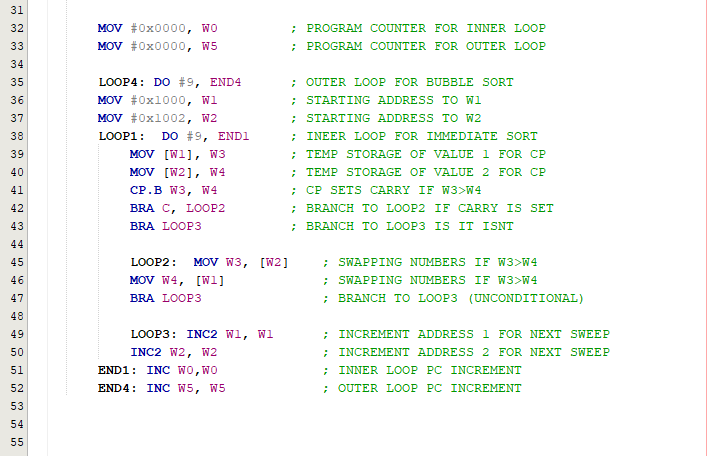 31
32 MOV #0x0000, W0 ; PROGRAM COUNTER FOR INNER LOOP
33 MOV #0x0000, W5 ; PROGRAM COUNTER FOR OUTER LOOP
34
35 LOOP4: DO #9, END4 ; OUTER LOOP FOR BUBBLE SORT
36 MOV #0x1000, W1 ; STARTING ADDRESS TO W1
37 MOV #0x1002, W2 ; STARTING ADDRESS TO W2
38 LOOP1: DO #9, END1 ; INEER LOOP FOR IMMEDIATE SORT
39 MOV [W1], W3 ; TEMP STORAGE OF VALUE 1 FOR CP
40 MOV [W2], W4 ; TEMP STORAGE OF VALUE 2 FOR CP
41 CP.B W3, W4 ; CP SETS CARRY IF W3>W4
42 BRA C, LOOP2 ; BRANCH TO LOOP2 IF CARRY IS SET
43 BRA LOOP3 ; BRANCH TO LOOP3 IS IT ISNT
44
45 LOOP2: MOV W3, [W2] ; SWAPPING NUMBERS IF W3>W4
46 MOV W4, [W1] ; SWAPPING NUMBERS IF W3>W4
47 BRA LOOP3 ; BRANCH TO LOOP3 (UNCONDITIONAL)
48
49 LOOP3: INC2 W1, W1 ; INCREMENT ADDRESS 1 FOR NEXT SWEEP
50 INC2 W2, W2 ; INCREMENT ADDRESS 2 FOR NEXT SWEEP
51 END1: INC W0,W0 ; INNER LOOP PC INCREMENT
52 END4: INC W5, W5 ; OUTER LOOP PC INCREMENT
53
54
55